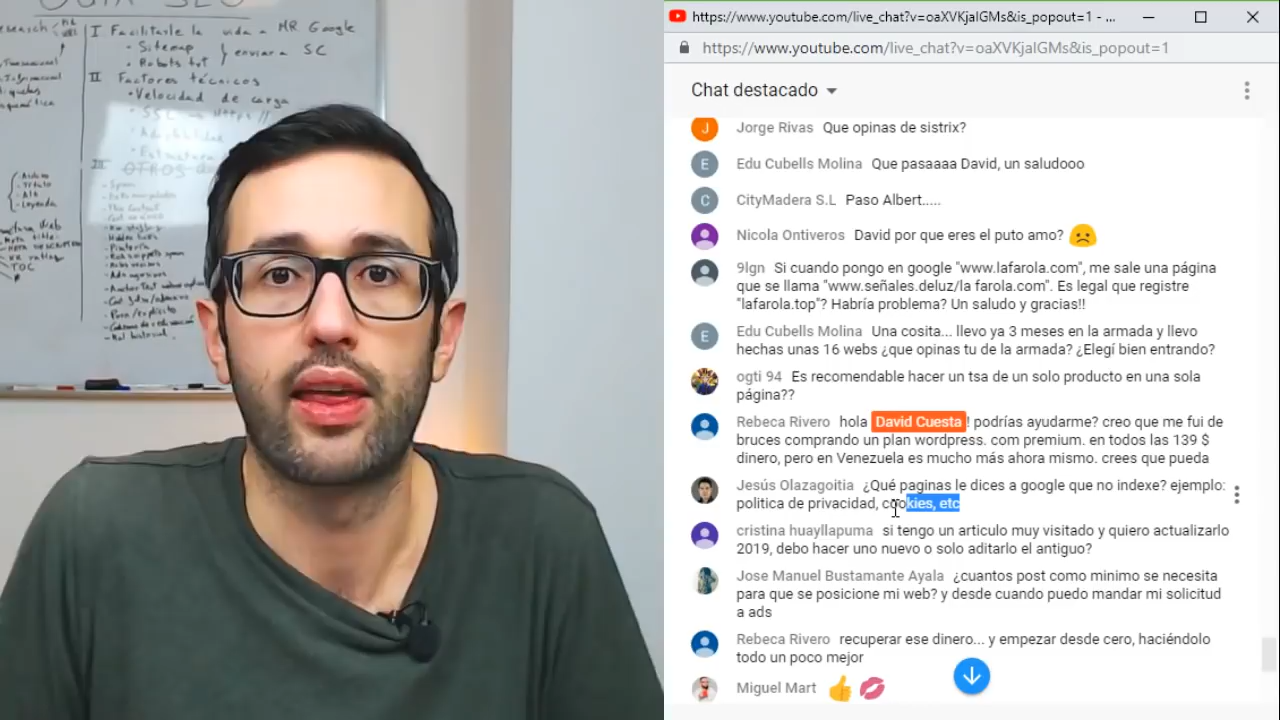 GUIA SEO
I Facilitarle la vida a MR Google
• Sitemap
• Robots txt
y enviar a SC
II Factores técnicos
• Velocidad de carga
III OTROS
https://www.youtube.com/live_chat?v=oaXVKjaIGMs&is_popout=1 - ...
https://www.youtube.com/live_chat?v=oaXVKjaIGMs&is_popout=1
Chat destacado
J Jorge Rivas Que opinas de sistrix?
E Edu Cubells Molina Que pasaaaa David, un saludooo
C CityMadera S.L Paso Albert.....
Nicola Ontiveros David por que eres el puto amo?
9lgn Si cuando pongo en google "www.lafarola.com", me sale una página
que se llama "www.señales.deluz/la farola.com". Es legal que registre
"lafarola.top"? Habría problema? Un saludo y gracias!!
E Edu Cubells Molina Una cosita... llevo ya 3 meses en la armada y llevo
hechas unas 16 webs ¿que opinas tu de la armada? ¿Elegí bien entrando?
ogti 94 Es recomendable hacer un tsa de un solo producto en una sola
página??
Rebeca Rivero hola David Cuesta ! podrías ayudarme? creo que me fui de
bruces comprando un plan wordpress. com premium. en todos las 139 $
dinero, pero en Venezuela es mucho más ahora mismo. crees que pueda
Jesús Olazagoitia ¿Qué paginas le dices a google que no indexe? ejemplo:
politica de privacidad, cookies, etc
cristina huayllapuma si tengo un articulo muy visitado y quiero actualizarlo
2019, debo hacer uno nuevo o solo aditarlo el antiguo?
Jose Manuel Bustamante Ayala ¿cuantos post como minimo se necesita
para que se posicione mi web? y desde cuando puedo mandar mi solicitud
a ads
Rebeca Rivero recuperar ese dinero... y empezar desde cero, haciéndolo
todo un poco mejor
Miguel Mart